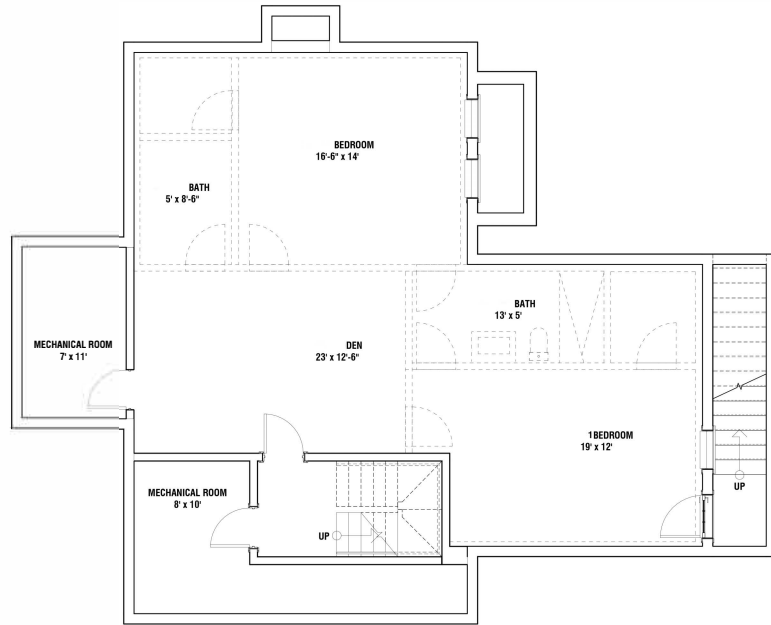 BEDROOM
16'-6" x 14'
BATH
5' x 8'-6"
BATH
13' x 5'
MECHANICAL ROOM
7' x 11'
DEN
23' x 12'-6"
1BEDROOM
19' x 12'
UP
MECHANICAL ROOM
8' x 10'
UP